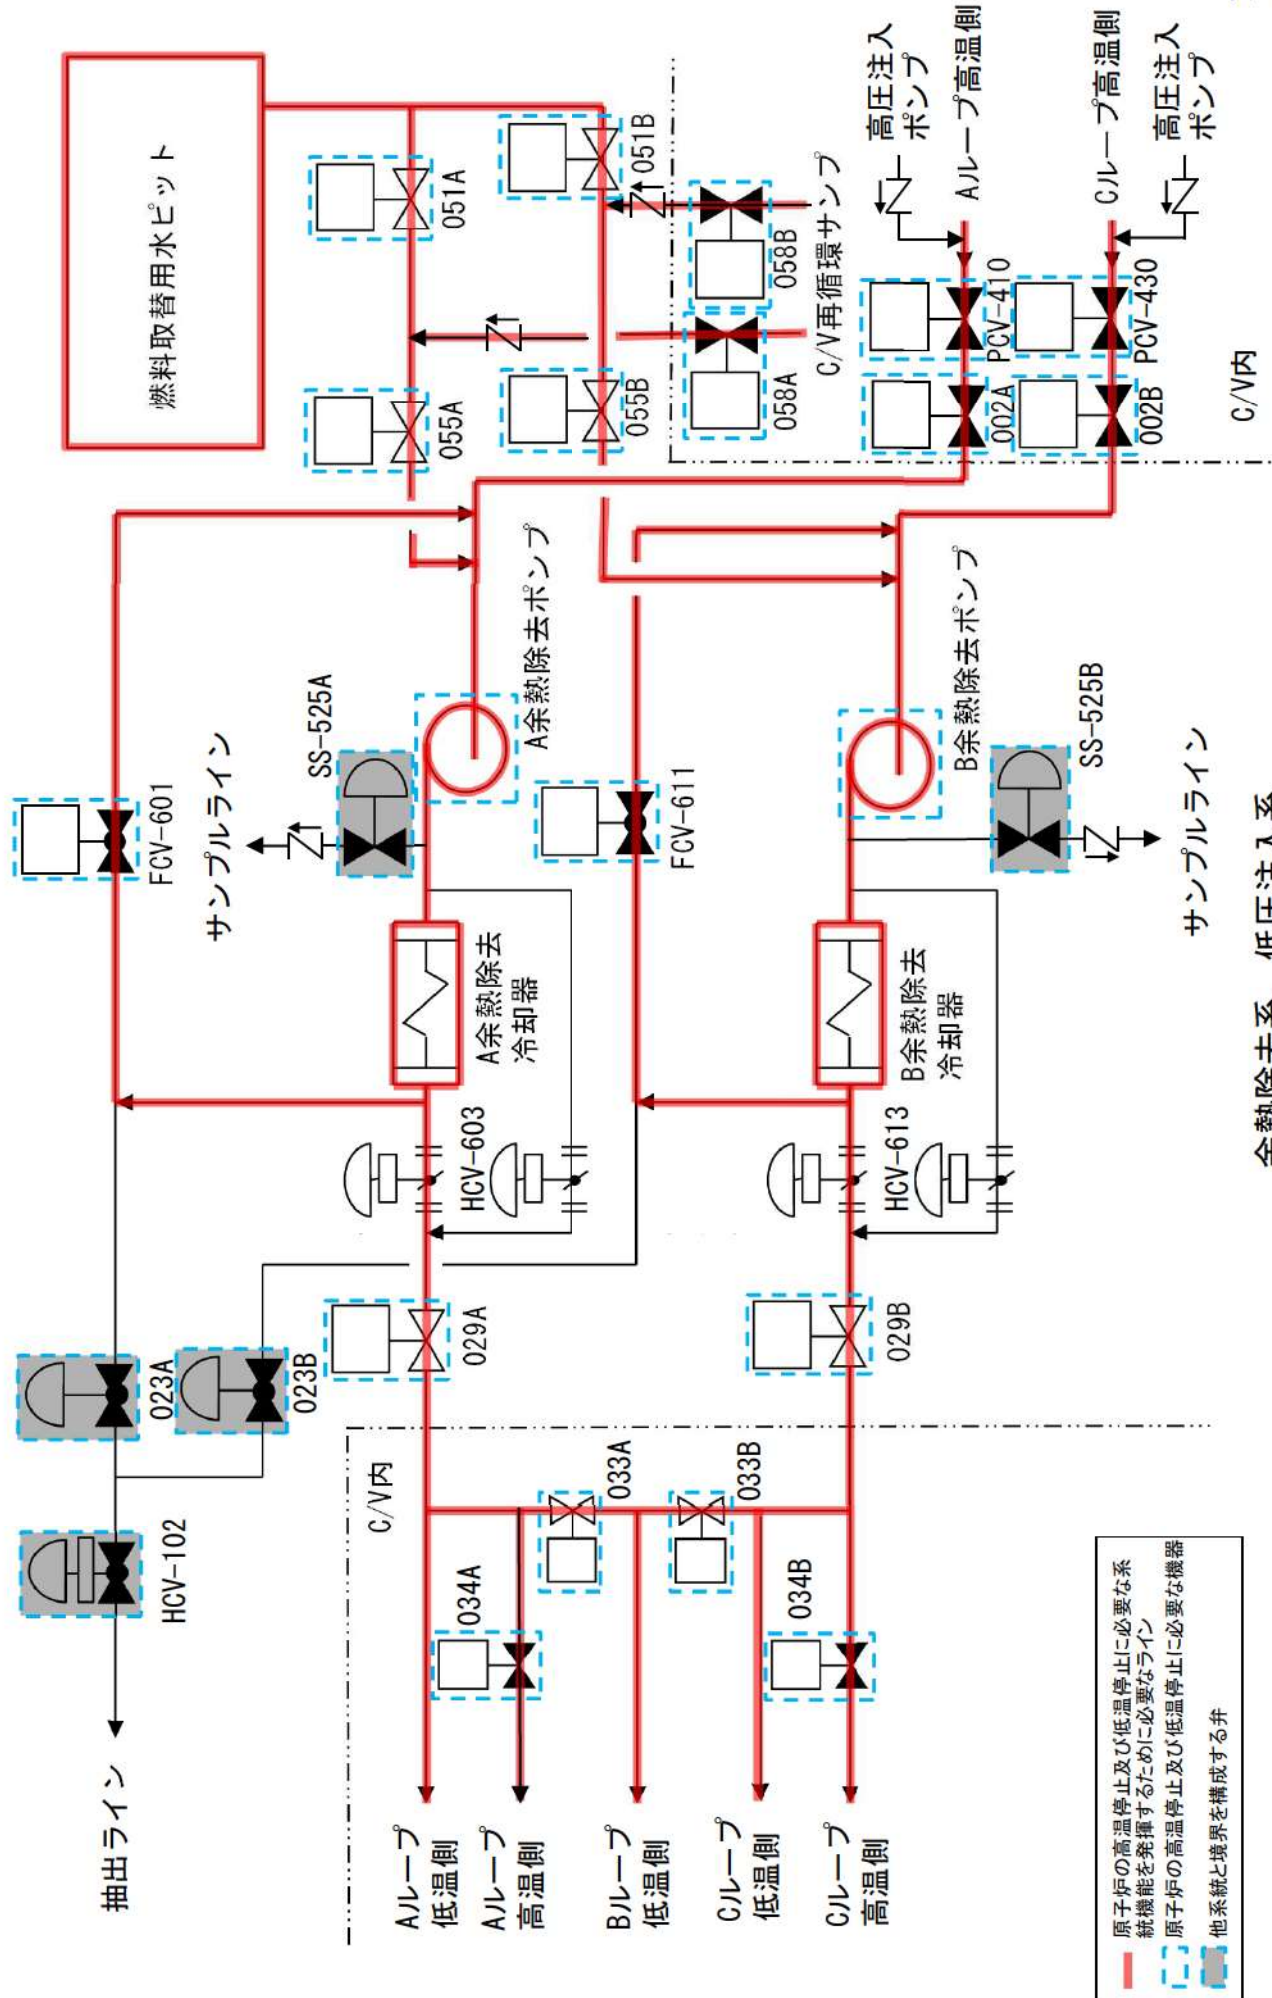 燃料取替用水ピット
051A
051B
055A
055B
058B
058A
C/V再循環サンプ
高圧注入
ポンプ
Aループ高温側
Cループ高温側
高圧注入
ポンプ
PCV-410
PCV-430
002A
002B
C/V内
FCV-601
サンプルライン
SS-525A
A余熱除去ポンプ
FCV-611
B余熱除去ポンプ
SS-525B
サンプルライン
A余熱除去
冷却器
B余熱除去
冷却器
HCV-603
HCV-613
029A
029B
023A
023B
HCV-102
抽出ライン
C/V内
033A
033B
034A
034B
Aループ
低温側
Aループ
高温側
Bループ
低温側
Cループ
低温側
Cループ
高温側
原子炉の高温停止及び低温停止に必要な系
統機能を発揮するために必要なライン
原子炉の高温停止及び低温停止に必要な機器
他系統と境界を構成する弁